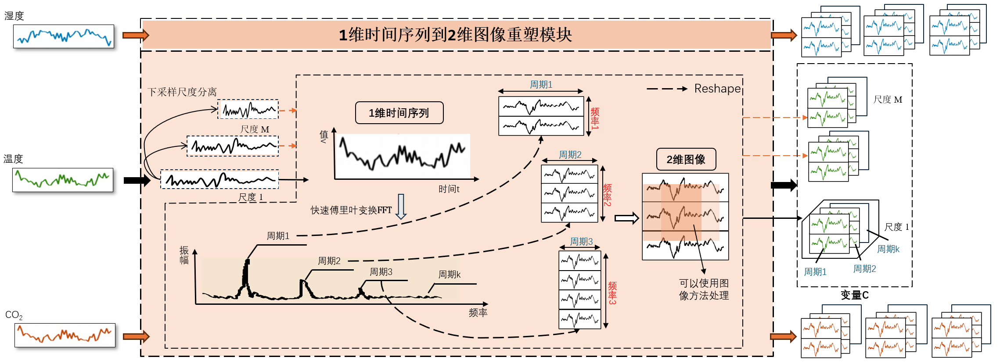 湿度
1维时间序列到2维图像重塑模块
下采样尺度分离
尺度 M
温度
尺度 1
1维时间序列
值v
时间t
快速傅里叶变换FFT
振幅
周期1
周期2
周期3
周期k
频率
周期1
频率1
周期2
频率2
周期3
频率3
Reshape
2维图像
可以使用图
像方法处理
尺度 M
尺度 1
周期k
周期1
周期2
变量C
CO₂